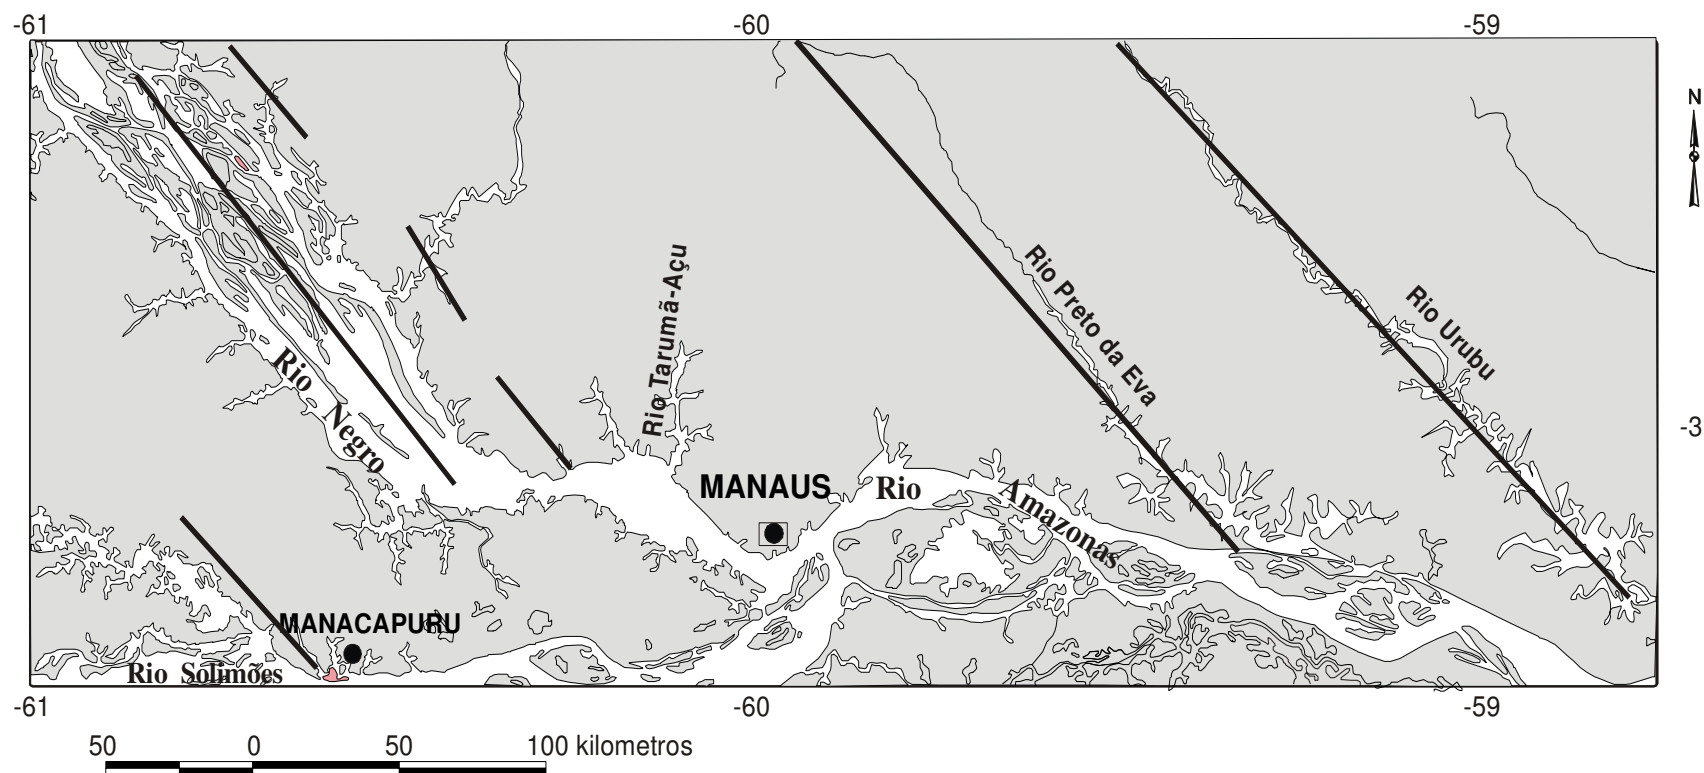 -61 -60 -59
N
Rio Tarumã-Açu
Rio Preto da Eva
Rio Urubu
Rio
Negro
-3
MANAUS
Rio Amazonas
MANACAPURU
Rio Solimões
-61 -60 -59
50 0 50 100 kilometros